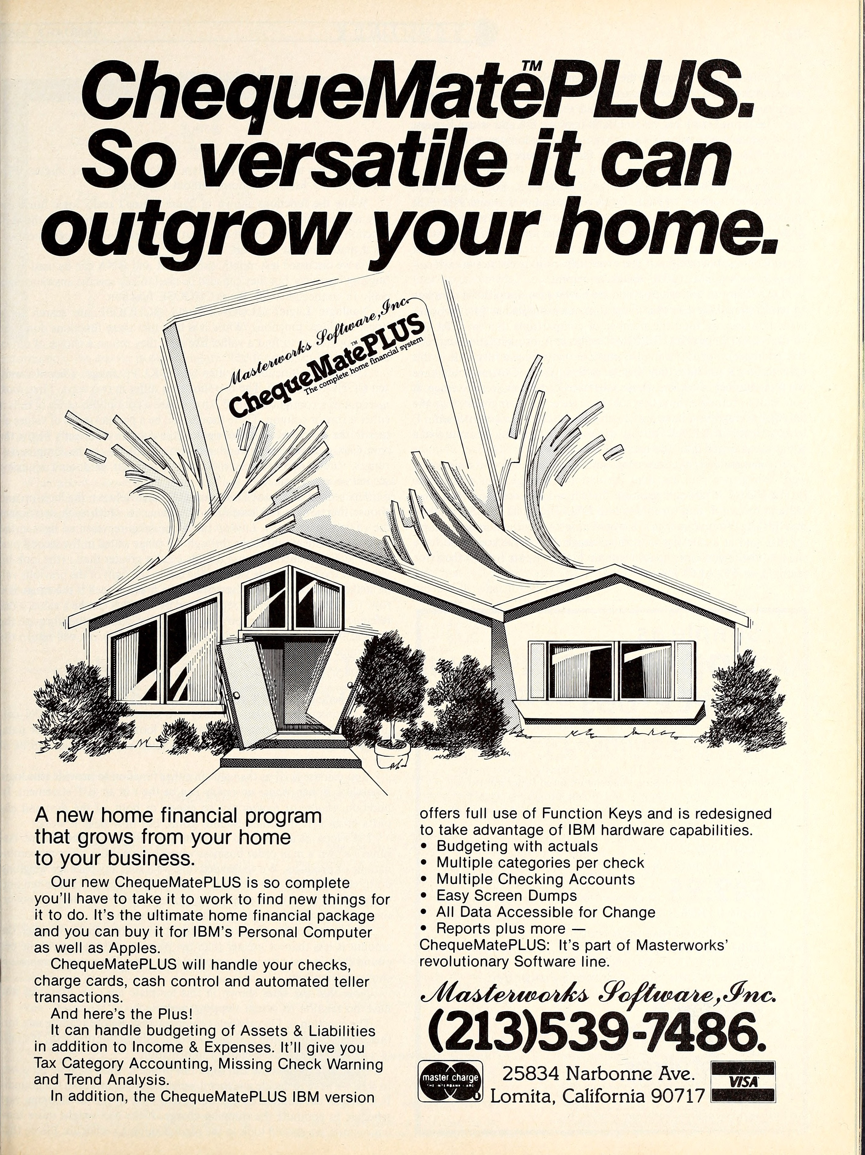 ChequeMate™PLUS.
So versatile it can
outgrow your home.
Masterworks Software, Inc.
ChequeMate™PLUS
The complete home financial system
A new home financial program
that grows from your home
to your business.
Our new ChequeMatePLUS is so complete
you'll have to take it to work to find new things for
it to do. It's the ultimate home financial package
and you can buy it for IBM's Personal Computer
as well as Apples.
ChequeMatePLUS will handle your checks,
charge cards, cash control and automated teller
transactions.
And here's the Plus!
It can handle budgeting of Assets & Liabilities
in addition to Income & Expenses. It'll give you
Tax Category Accounting, Missing Check Warning
and Trend Analysis.
In addition, the ChequeMatePLUS IBM version
offers full use of Function Keys and is redesigned
to take advantage of IBM hardware capabilities.
• Budgeting with actuals
• Multiple categories per check
• Multiple Checking Accounts
• Easy Screen Dumps
• All Data Accessible for Change
• Reports plus more —
ChequeMatePLUS: It's part of Masterworks'
revolutionary Software line.
Masterworks Software, Inc.
(213)539-7486.
master charge
THE INTERBANK CARD
25834 Narbonne Ave.
Lomita, California 90717
VISA